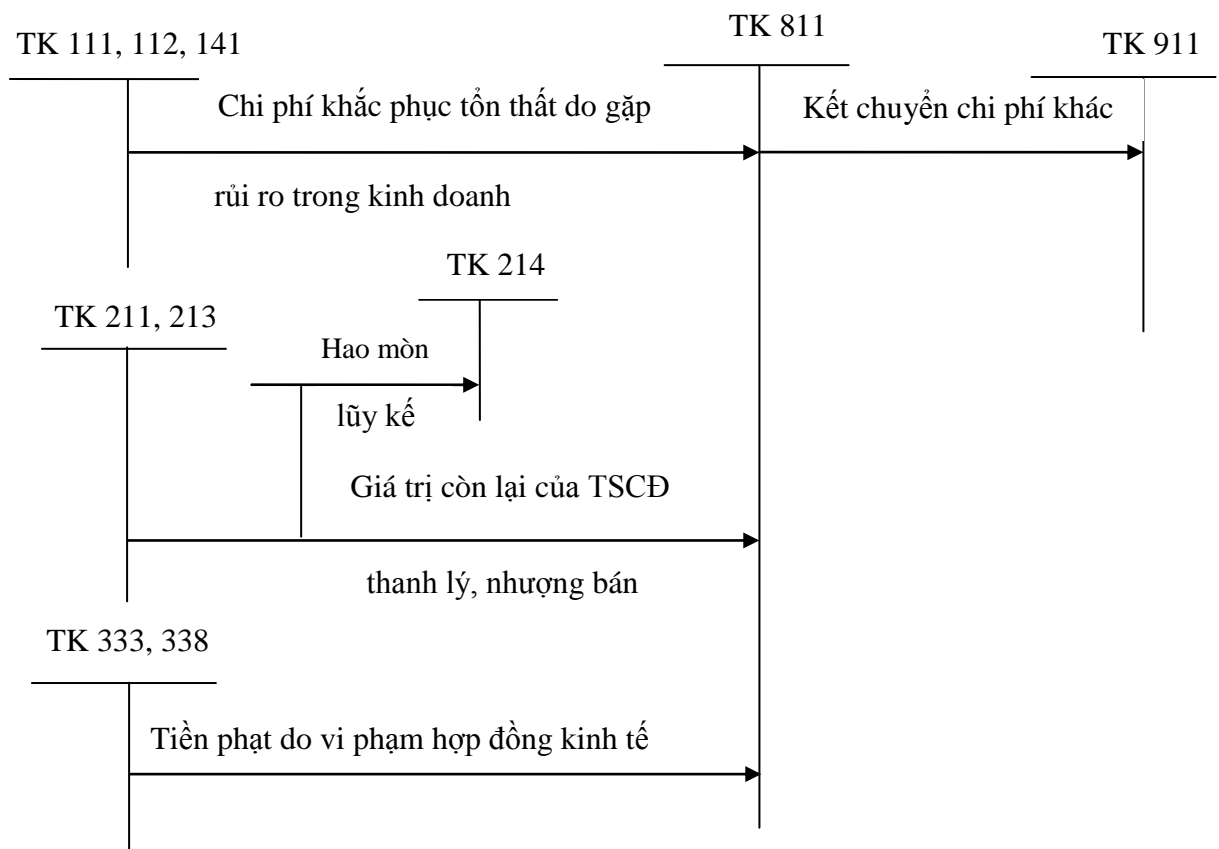 TK 111, 112, 141
TK 811
TK 911
Chi phí khắc phục tổn thất do gặp
Kết chuyển chi phí khác
rủi ro trong kinh doanh
TK 214
TK 211, 213
Hao mòn
lũy kế
Giá trị còn lại của TSCĐ
thanh lý, nhượng bán
TK 333, 338
Tiền phạt do vi phạm hợp đồng kinh tế